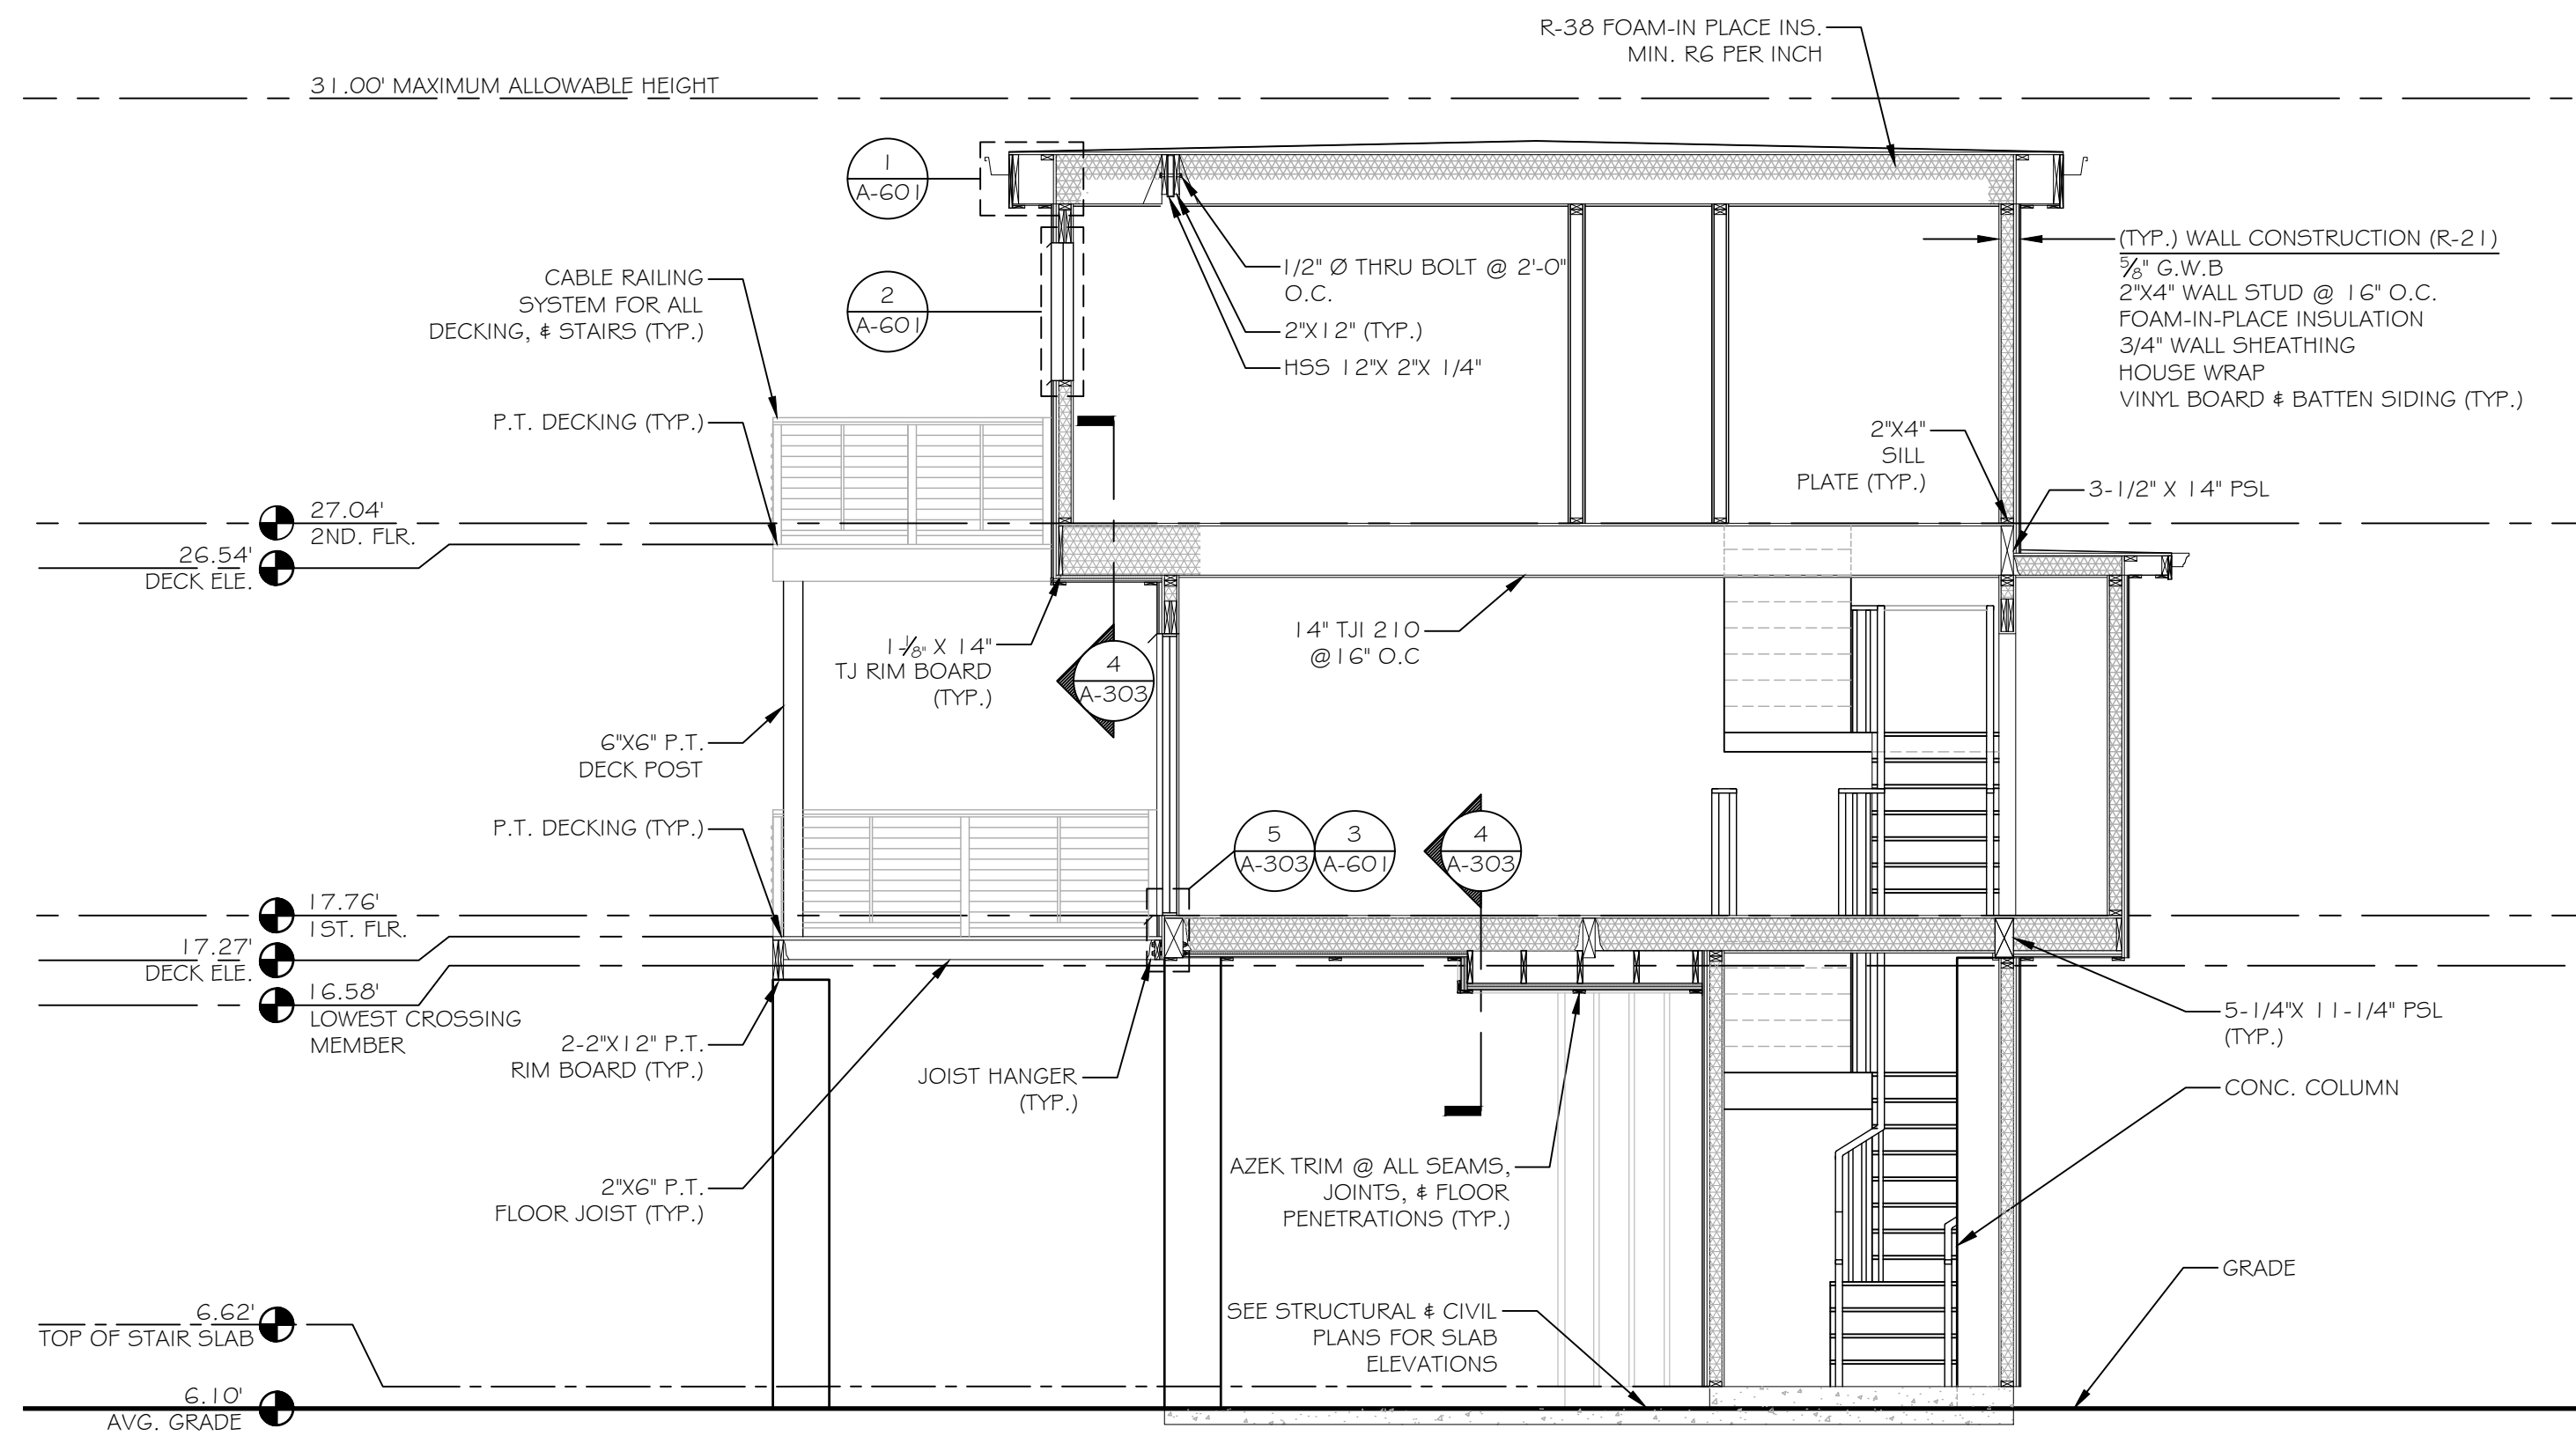 R-38 FOAM-IN PLACE INS.
MIN. R6 PER INCH
31.00' MAXIMUM ALLOWABLE HEIGHT
1
A-601
(TYP.) WALL CONSTRUCTION (R-21)
5/8" G.W.B
2"X4" WALL STUD @ 16" O.C.
FOAM-IN-PLACE INSULATION
3/4" WALL SHEATHING
HOUSE WRAP
VINYL BOARD & BATTEN SIDING (TYP.)
CABLE RAILING
SYSTEM FOR ALL
DECKING, & STAIRS (TYP.)
2
A-601
1/2" Ø THRU BOLT @ 2'-0"
O.C.
2"X12" (TYP.)
HSS 12"X 2"X 1/4"
P.T. DECKING (TYP.)
2"X4"
SILL
PLATE (TYP.)
3-1/2" X 14" PSL
27.04'
2ND. FLR.
26.54'
DECK ELE.
1-1/8" X 14"
TJ RIM BOARD
(TYP.)
4
A-303
14" TJI 210
@16" O.C
6"X6" P.T.
DECK POST
P.T. DECKING (TYP.)
5
A-303
3
A-601
4
A-303
17.76'
1ST. FLR.
17.27'
DECK ELE.
16.58'
LOWEST CROSSING
MEMBER
2-2"X12" P.T.
RIM BOARD (TYP.)
JOIST HANGER
(TYP.)
5-1/4"X 11-1/4" PSL
(TYP.)
CONC. COLUMN
2"X6" P.T.
FLOOR JOIST (TYP.)
AZEK TRIM @ ALL SEAMS,
JOINTS, & FLOOR
PENETRATIONS (TYP.)
GRADE
6.62'
TOP OF STAIR SLAB
SEE STRUCTURAL & CIVIL
PLANS FOR SLAB
ELEVATIONS
6.10'
AVG. GRADE